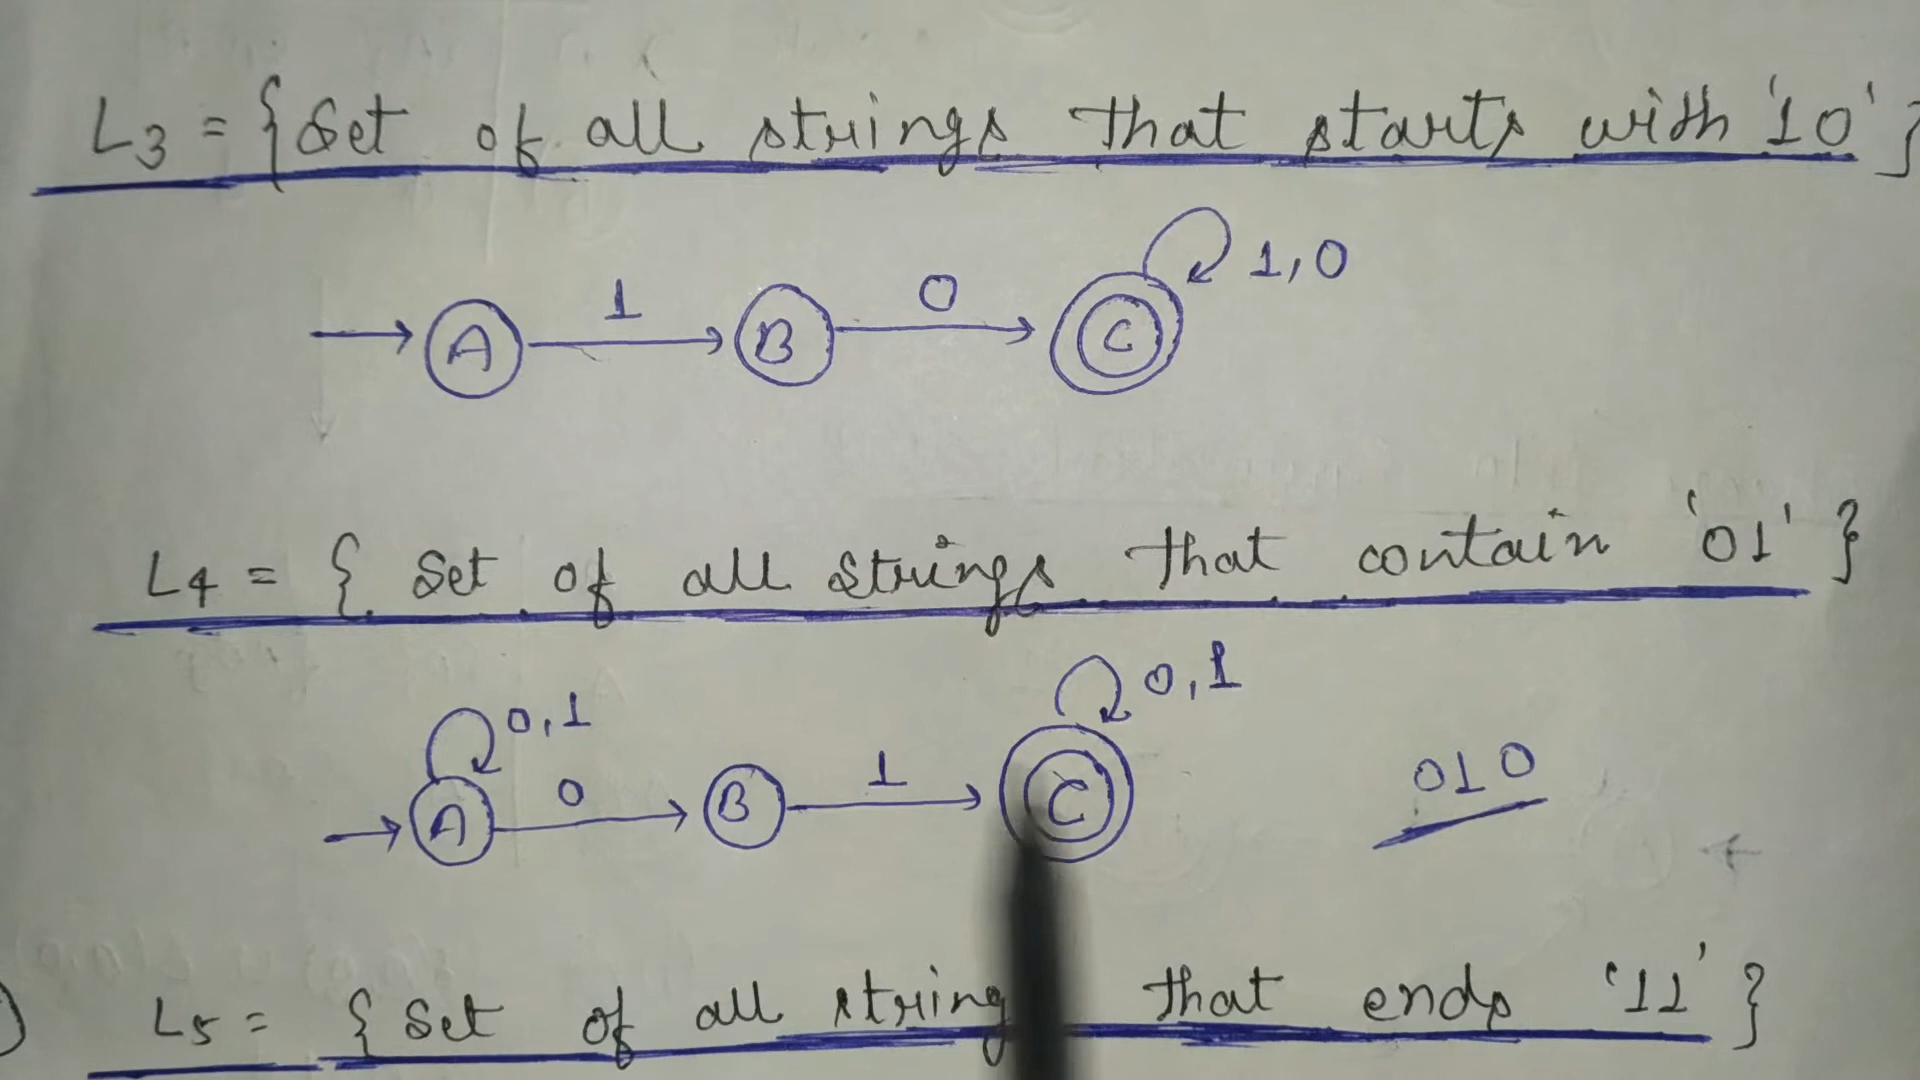 L3 = {Set of all strings that starts with '10'}
1 0 1,0
A B C
L4 = { Set of all strings that contain '01' }
0,1 0 1 0,1
A B C 010
L5 = { Set of all string that ends '11' }